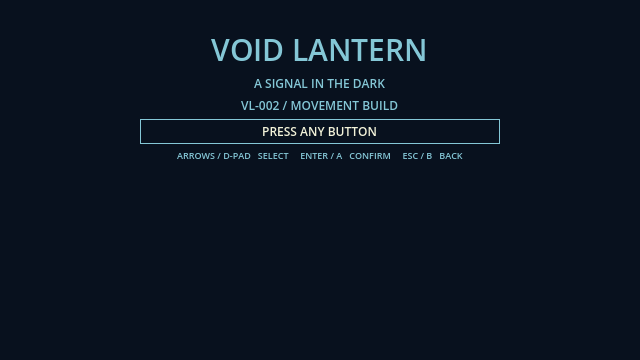 VOID LANTERN
A SIGNAL IN THE DARK
VL-002 / MOVEMENT BUILD
PRESS ANY BUTTON
ARROWS / D-PAD SELECT ENTER / A CONFIRM ESC / B BACK